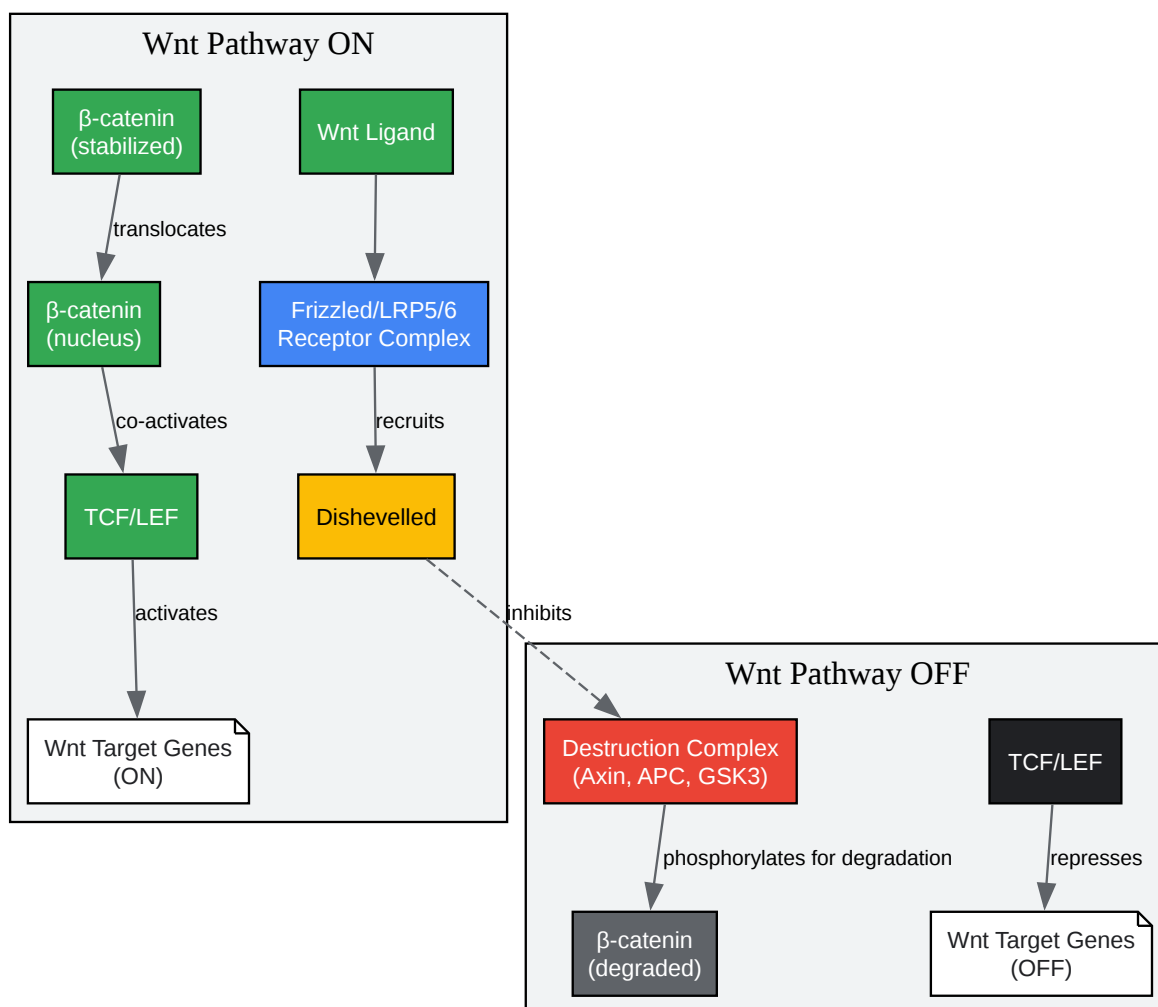 Wnt Pathway ON
β-catenin
(stabilized)
Wnt Ligand
translocates
β-catenin
(nucleus)
Frizzled/LRP5/6
Receptor Complex
co-activates
recruits
TCF/LEF
Dishevelled
activates
inhibits
Wnt Target Genes
(ON)
Wnt Pathway OFF
Destruction Complex
(Axin, APC, GSK3)
TCF/LEF
phosphorylates for degradation
represses
β-catenin
(degraded)
Wnt Target Genes
(OFF)